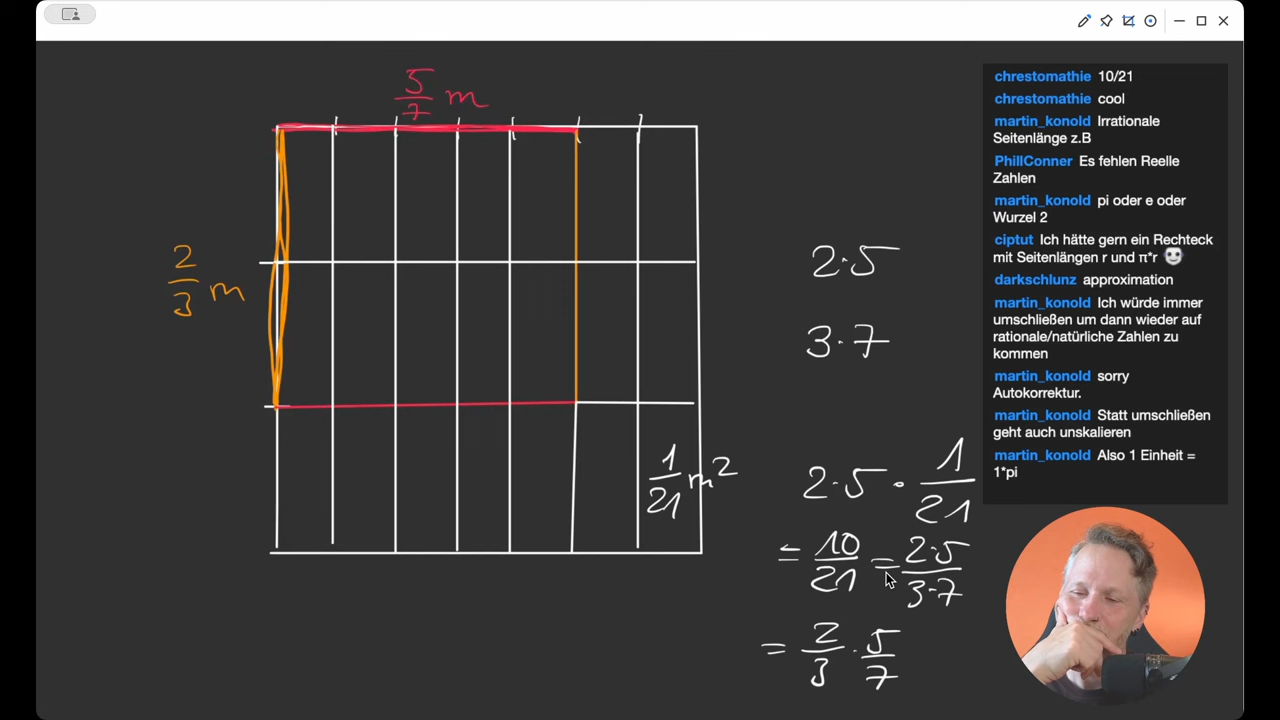 5/7 m
2/3 m
1/21 m²
2·5
3·7
2·5 · 1/21
= 10/21 = 2·5/3·7
= 2/3 · 5/7
chrestomathie 10/21
chrestomathie cool
martin_konold Irrationale
Seitenlänge z.B
PhillConner Es fehlen Reelle
Zahlen
martin_konold pi oder e oder
Wurzel 2
ciptut Ich hätte gern ein Rechteck
mit Seitenlängen r und π*r
darkschlunz approximation
martin_konold Ich würde immer
umschließen um dann wieder auf
rationale/natürliche Zahlen zu
kommen
martin_konold sorry
Autokorrektur.
martin_konold Statt umschließen
geht auch unskalieren
martin_konold Also 1 Einheit =
1*pi